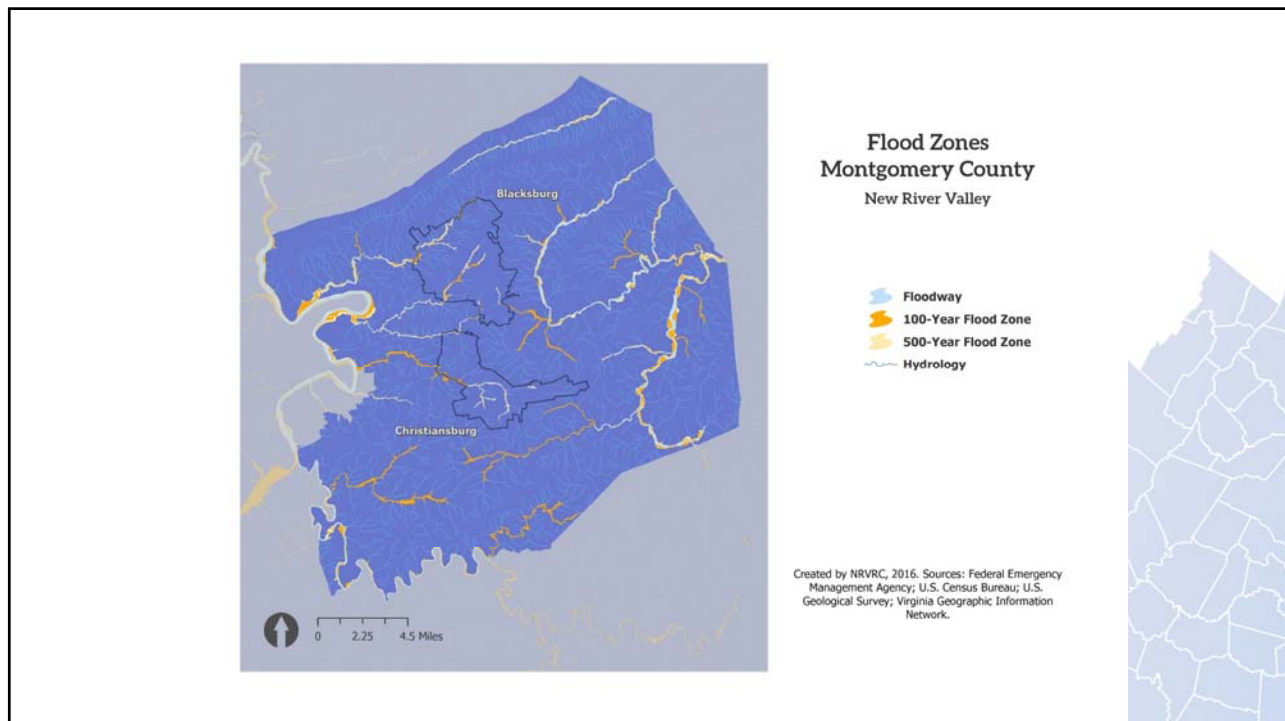 Flood Zones
Montgomery County
New River Valley
Blacksburg
Christiansburg
Floodway
100-Year Flood Zone
500-Year Flood Zone
Hydrology
Created by NRVRC, 2016. Sources: Federal Emergency
Management Agency; U.S. Census Bureau; U.S.
Geological Survey; Virginia Geographic Information
Network.
0 2.25 4.5 Miles